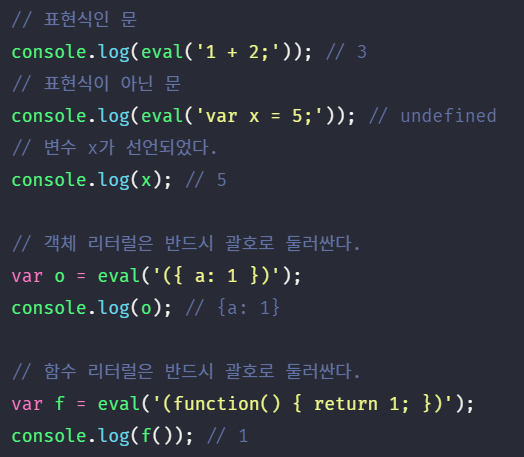 // 표현식인 문
console.log(eval('1 + 2;')); // 3
// 표현식이 아닌 문
console.log(eval('var x = 5;')); // undefined
// 변수 x가 선언되었다.
console.log(x); // 5
// 객체 리터럴은 반드시 괄호로 둘러싼다.
var o = eval('({ a: 1 })');
console.log(o); // {a: 1}
// 함수 리터럴은 반드시 괄호로 둘러싼다.
var f = eval('(function() { return 1; })');
console.log(f()); // 1